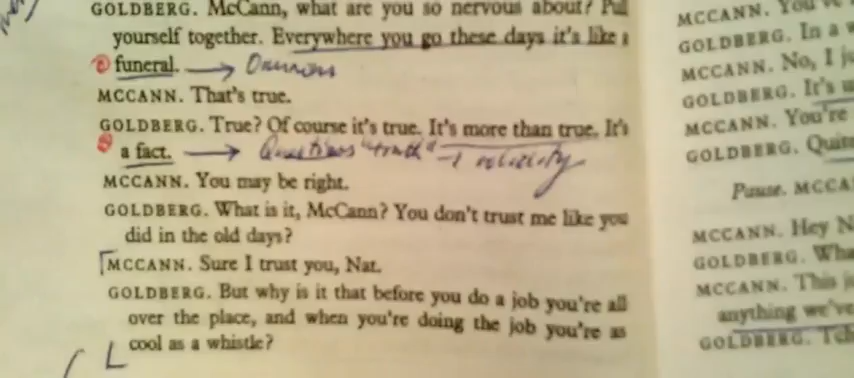 GOLDBERG. McCann, what are you so nervous about? Pull
yourself together. Everywhere you go these days it's like a
funeral. → Ominous
MCCANN. That's true.
GOLDBERG. True? Of course it's true. It's more than true. It's
a fact. → Questions "truth"
MCCANN. You may be right.
GOLDBERG. What is it, McCann? You don't trust me like you
did in the old days?
MCCANN. Sure I trust you, Nat.
GOLDBERG. But why is it that before you do a job you're all
over the place, and when you're doing the job you're as
cool as a whistle?
MCCANN. You've
GOLDBERG. In a
MCCANN. No, I
GOLDBERG. It's
MCCANN. You're
GOLDBERG. Quite
Pause.
MCCANN. Hey
GOLDBERG.
MCCANN. This
anything we've
GOLDBERG.